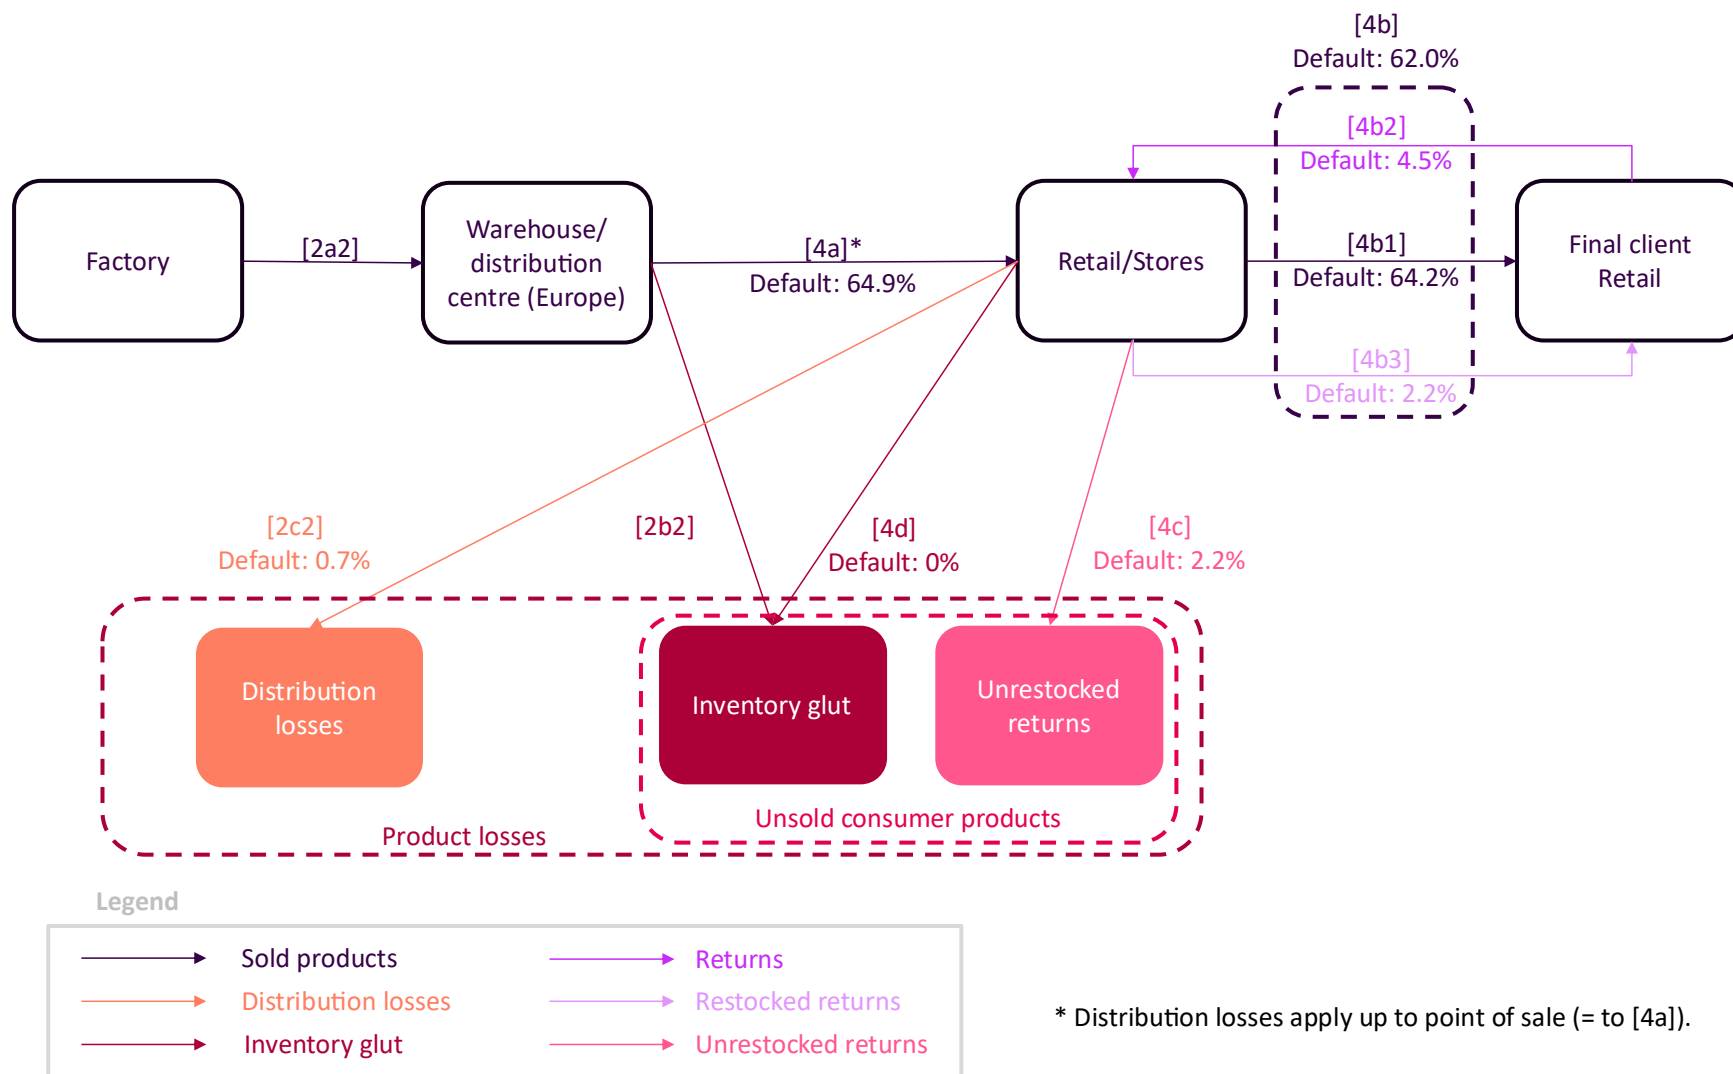 [4b]
Default: 62.0%
[4b2]
Default: 4.5%
Factory
[2a2]
Warehouse/
distribution
centre (Europe)
[4a]*
Default: 64.9%
Retail/Stores
[4b1]
Default: 64.2%
Final client
Retail
[4b3]
Default: 2.2%
[2c2]
Default: 0.7%
[2b2]
[4d]
Default: 0%
[4c]
Default: 2.2%
Distribution
losses
Inventory glut
Unrestocked
returns
Unsold consumer products
Product losses
Legend
Sold products
Returns
Distribution losses
Restocked returns
Inventory glut
Unrestocked returns
* Distribution losses apply up to point of sale (= to [4a]).